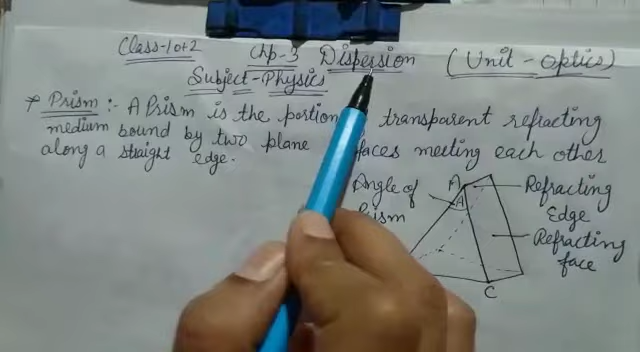 Class-10+2 Chp-3 Dispession (Unit-Optics)
Subject-Physics
* Prism :- A Prism is the portion transparent refracting
medium bound by two plane faces meeting each other
along a straight edge.
Angle of
Prism
A
A
Refracting
Edge
Refracting
face
C